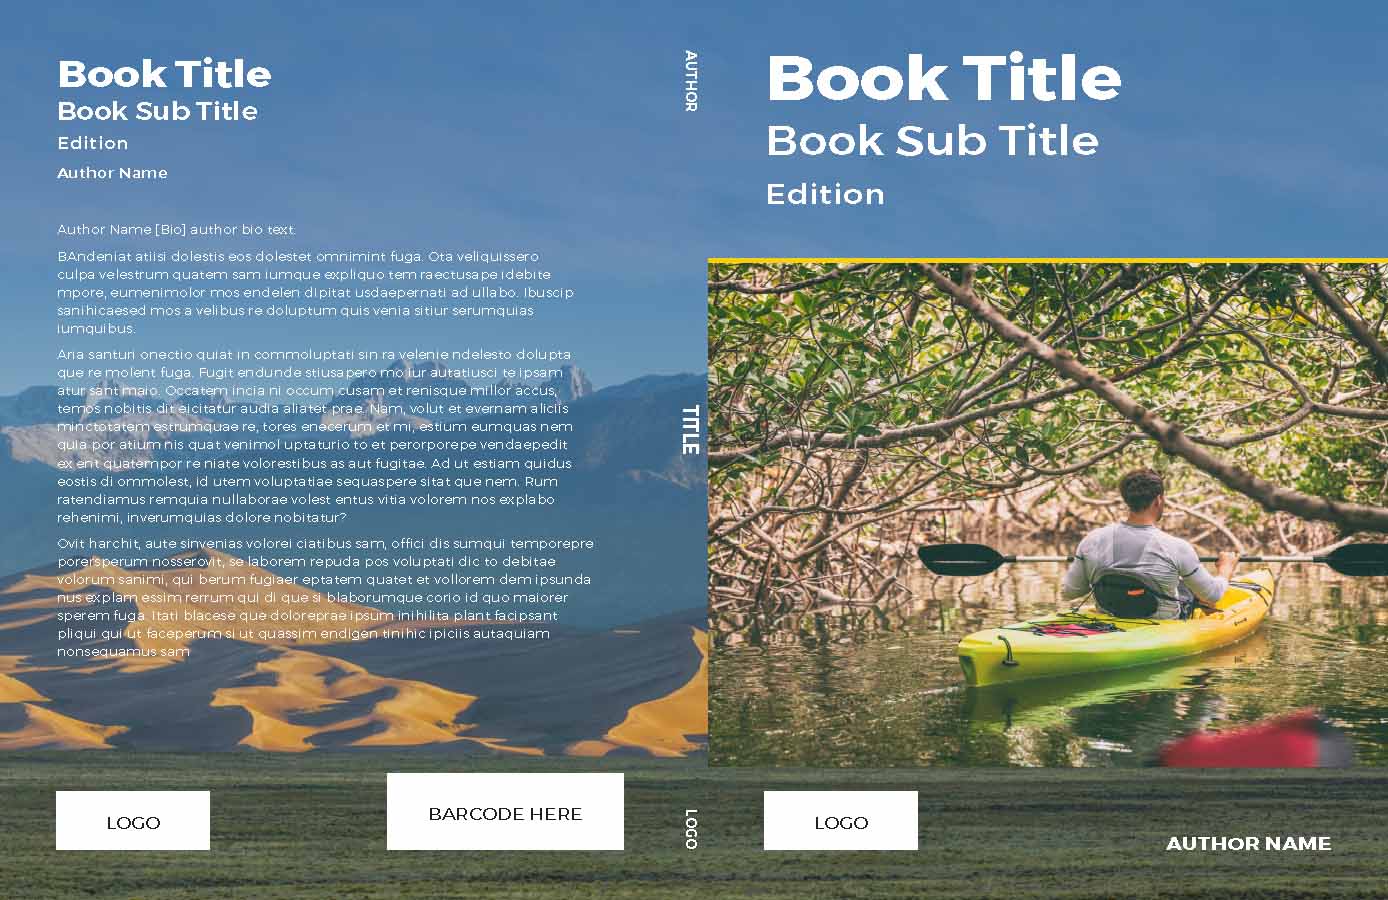 Book Title
Book Sub Title
Edition
Author Name
Author Name [Bio] author bio text.
BAndeniat atiisi dolestis eos dolestet omnimint fuga. Ota veliquissero
culpa velestrum quatem sam iumque expliquo tem raectusape idebite
mpore, eumenimolor mos endelen dipitat usdaepernati ad ullabo. Ibuscip
sanihicaesed mos a velibus re doluptum quis venia sitiur serumquias
iumquibus.
Aria santuri onectio quiat in commoluptati sin ra velenie ndelesto dolupta
que re molent fuga. Fugit endunde stiusapero mo iur autatiusci te ipsam
atur sant maio. Occatem incia ni occum cusam et renisque millor accus,
temos nobitis dit eicitatur audia aliatet prae. Nam, volut et evernam aliciis
minctotatem estrumquae re, tores enecerum et mi, estium eumquas nem
quia por atium nis quat venimol uptaturio to et perorporepe vendaepedit
ex ent quatempor re niate volorestibus as aut fugitae. Ad ut estiam quidus
eostis di ommolest, id utem voluptatiae sequaspere sitat que nem. Rum
ratendiamus remquia nullaborae volest entus vitia volorem nos explabo
rehenimi, inverumquias dolore nobitatur?
Ovit harchit, aute sinvenias volorei ciatibus sam, offici dis sumqui temporepre
porersperum nosserovit, se laborem repuda pos voluptati dic to debitae
volorum sanimi, qui berum fugiaer eptatem quatet et vollorem dem ipsunda
nus explam essim rerrum qui di que si blaborumque corio id quo maiorer
sperem fuga. Itati blacese que doloreprae ipsum inihilita plant facipsant
pliqui qui ut faceperum si ut quassim endigen tinihic ipiciis autaquiam
nonsequamus sam
LOGO
BARCODE HERE
AUTHOR
TITLE
LOGO
Book Title
Book Sub Title
Edition
LOGO
AUTHOR NAME